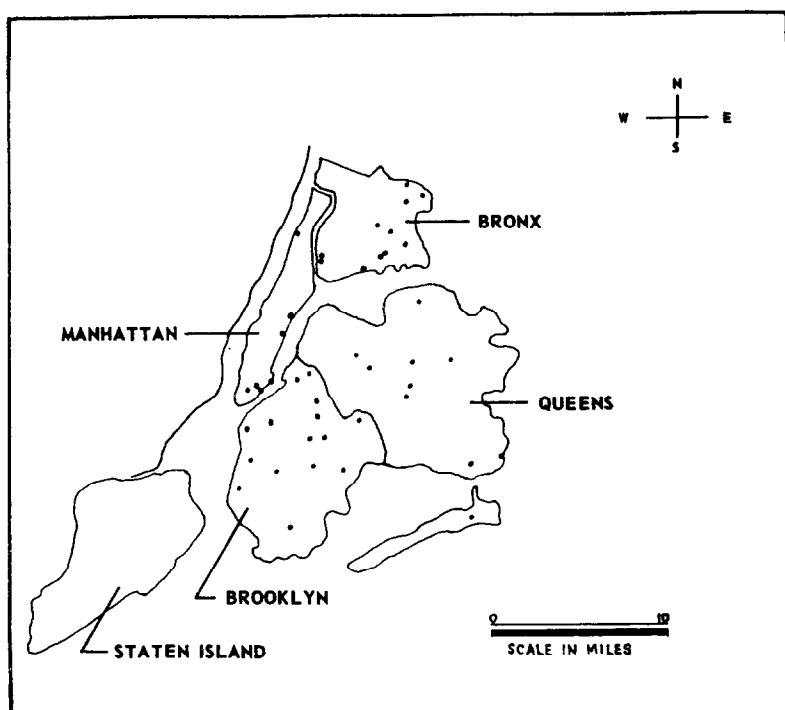 N
W E
S
BRONX
MANHATTAN
QUEENS
BROOKLYN
STATEN ISLAND
0 10
SCALE IN MILES